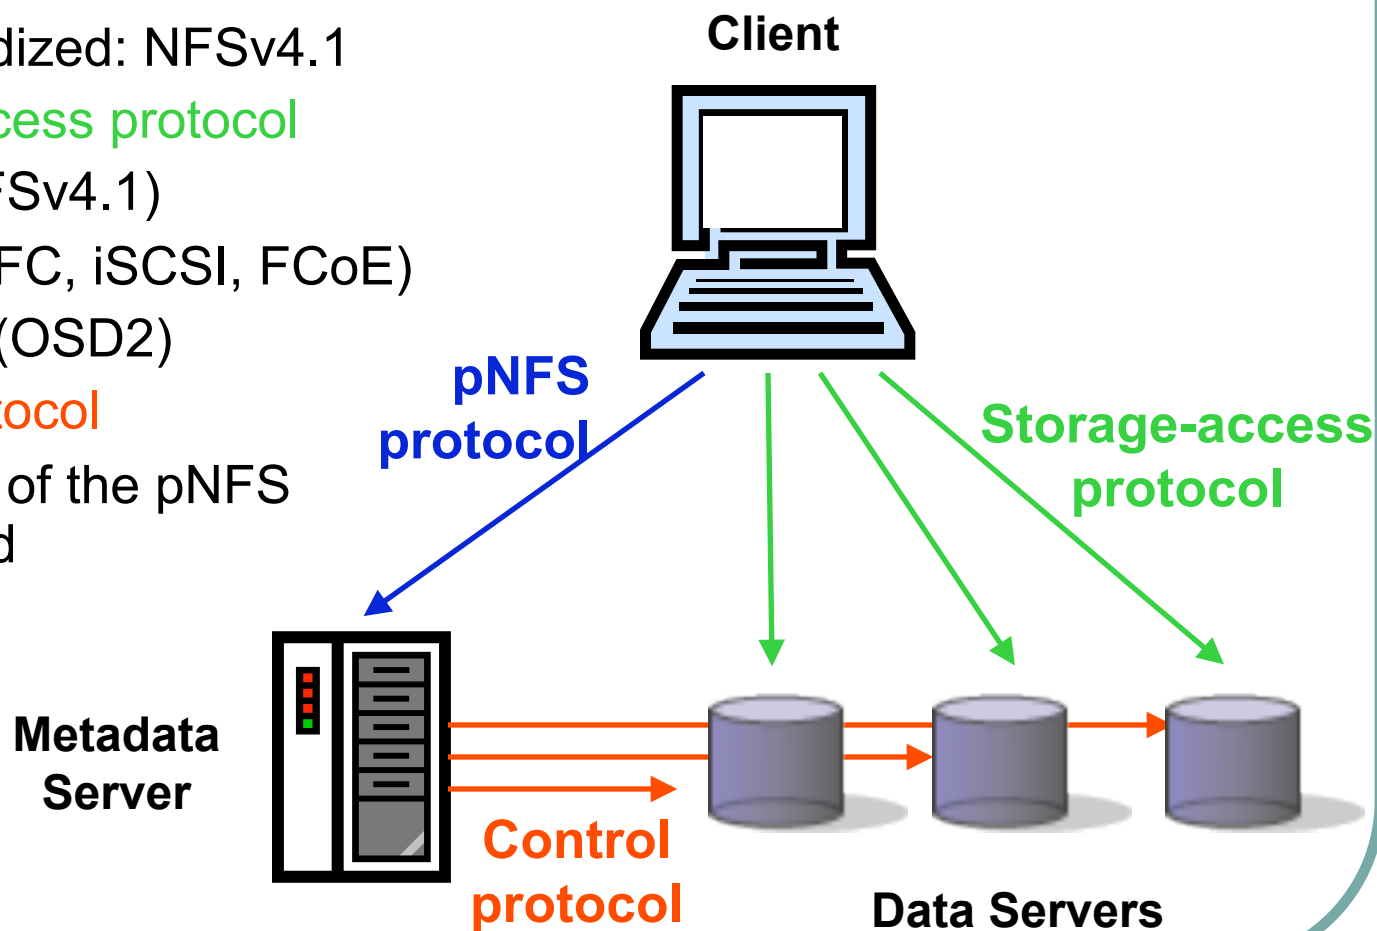 dized: NFSv4.1
cess protocol
FSv4.1)
FC, iSCSI, FCoE)
(OSD2)
tocol
of the pNFS
d
Client
pNFS
protocol
Storage-access
protocol
Metadata
Server
Control
protocol
Data Servers